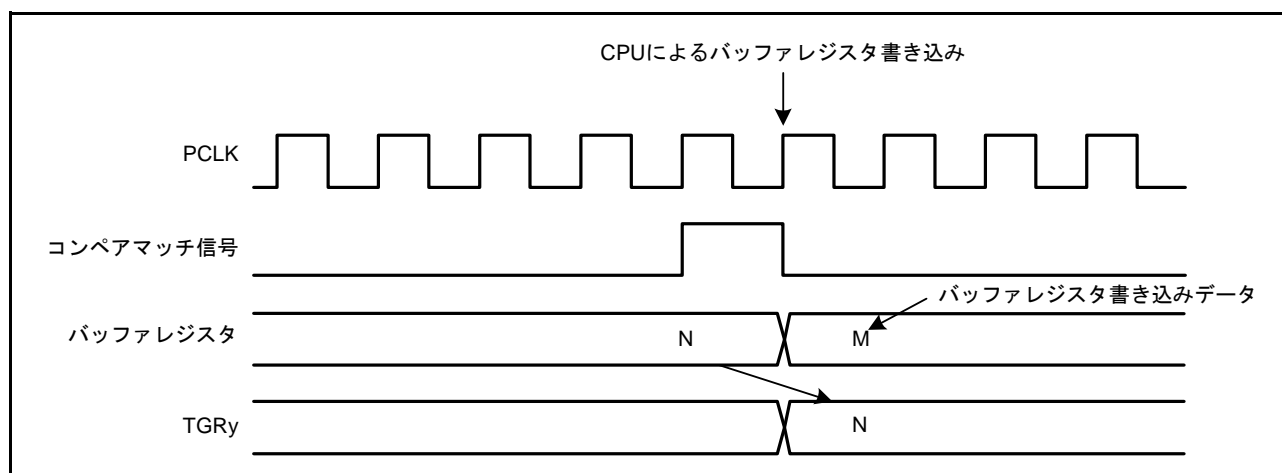 CPUによるバッファレジスタ書き込み
PCLK
コンペアマッチ信号
バッファレジスタ書き込みデータ
バッファレジスタ
N
M
TGRy
N